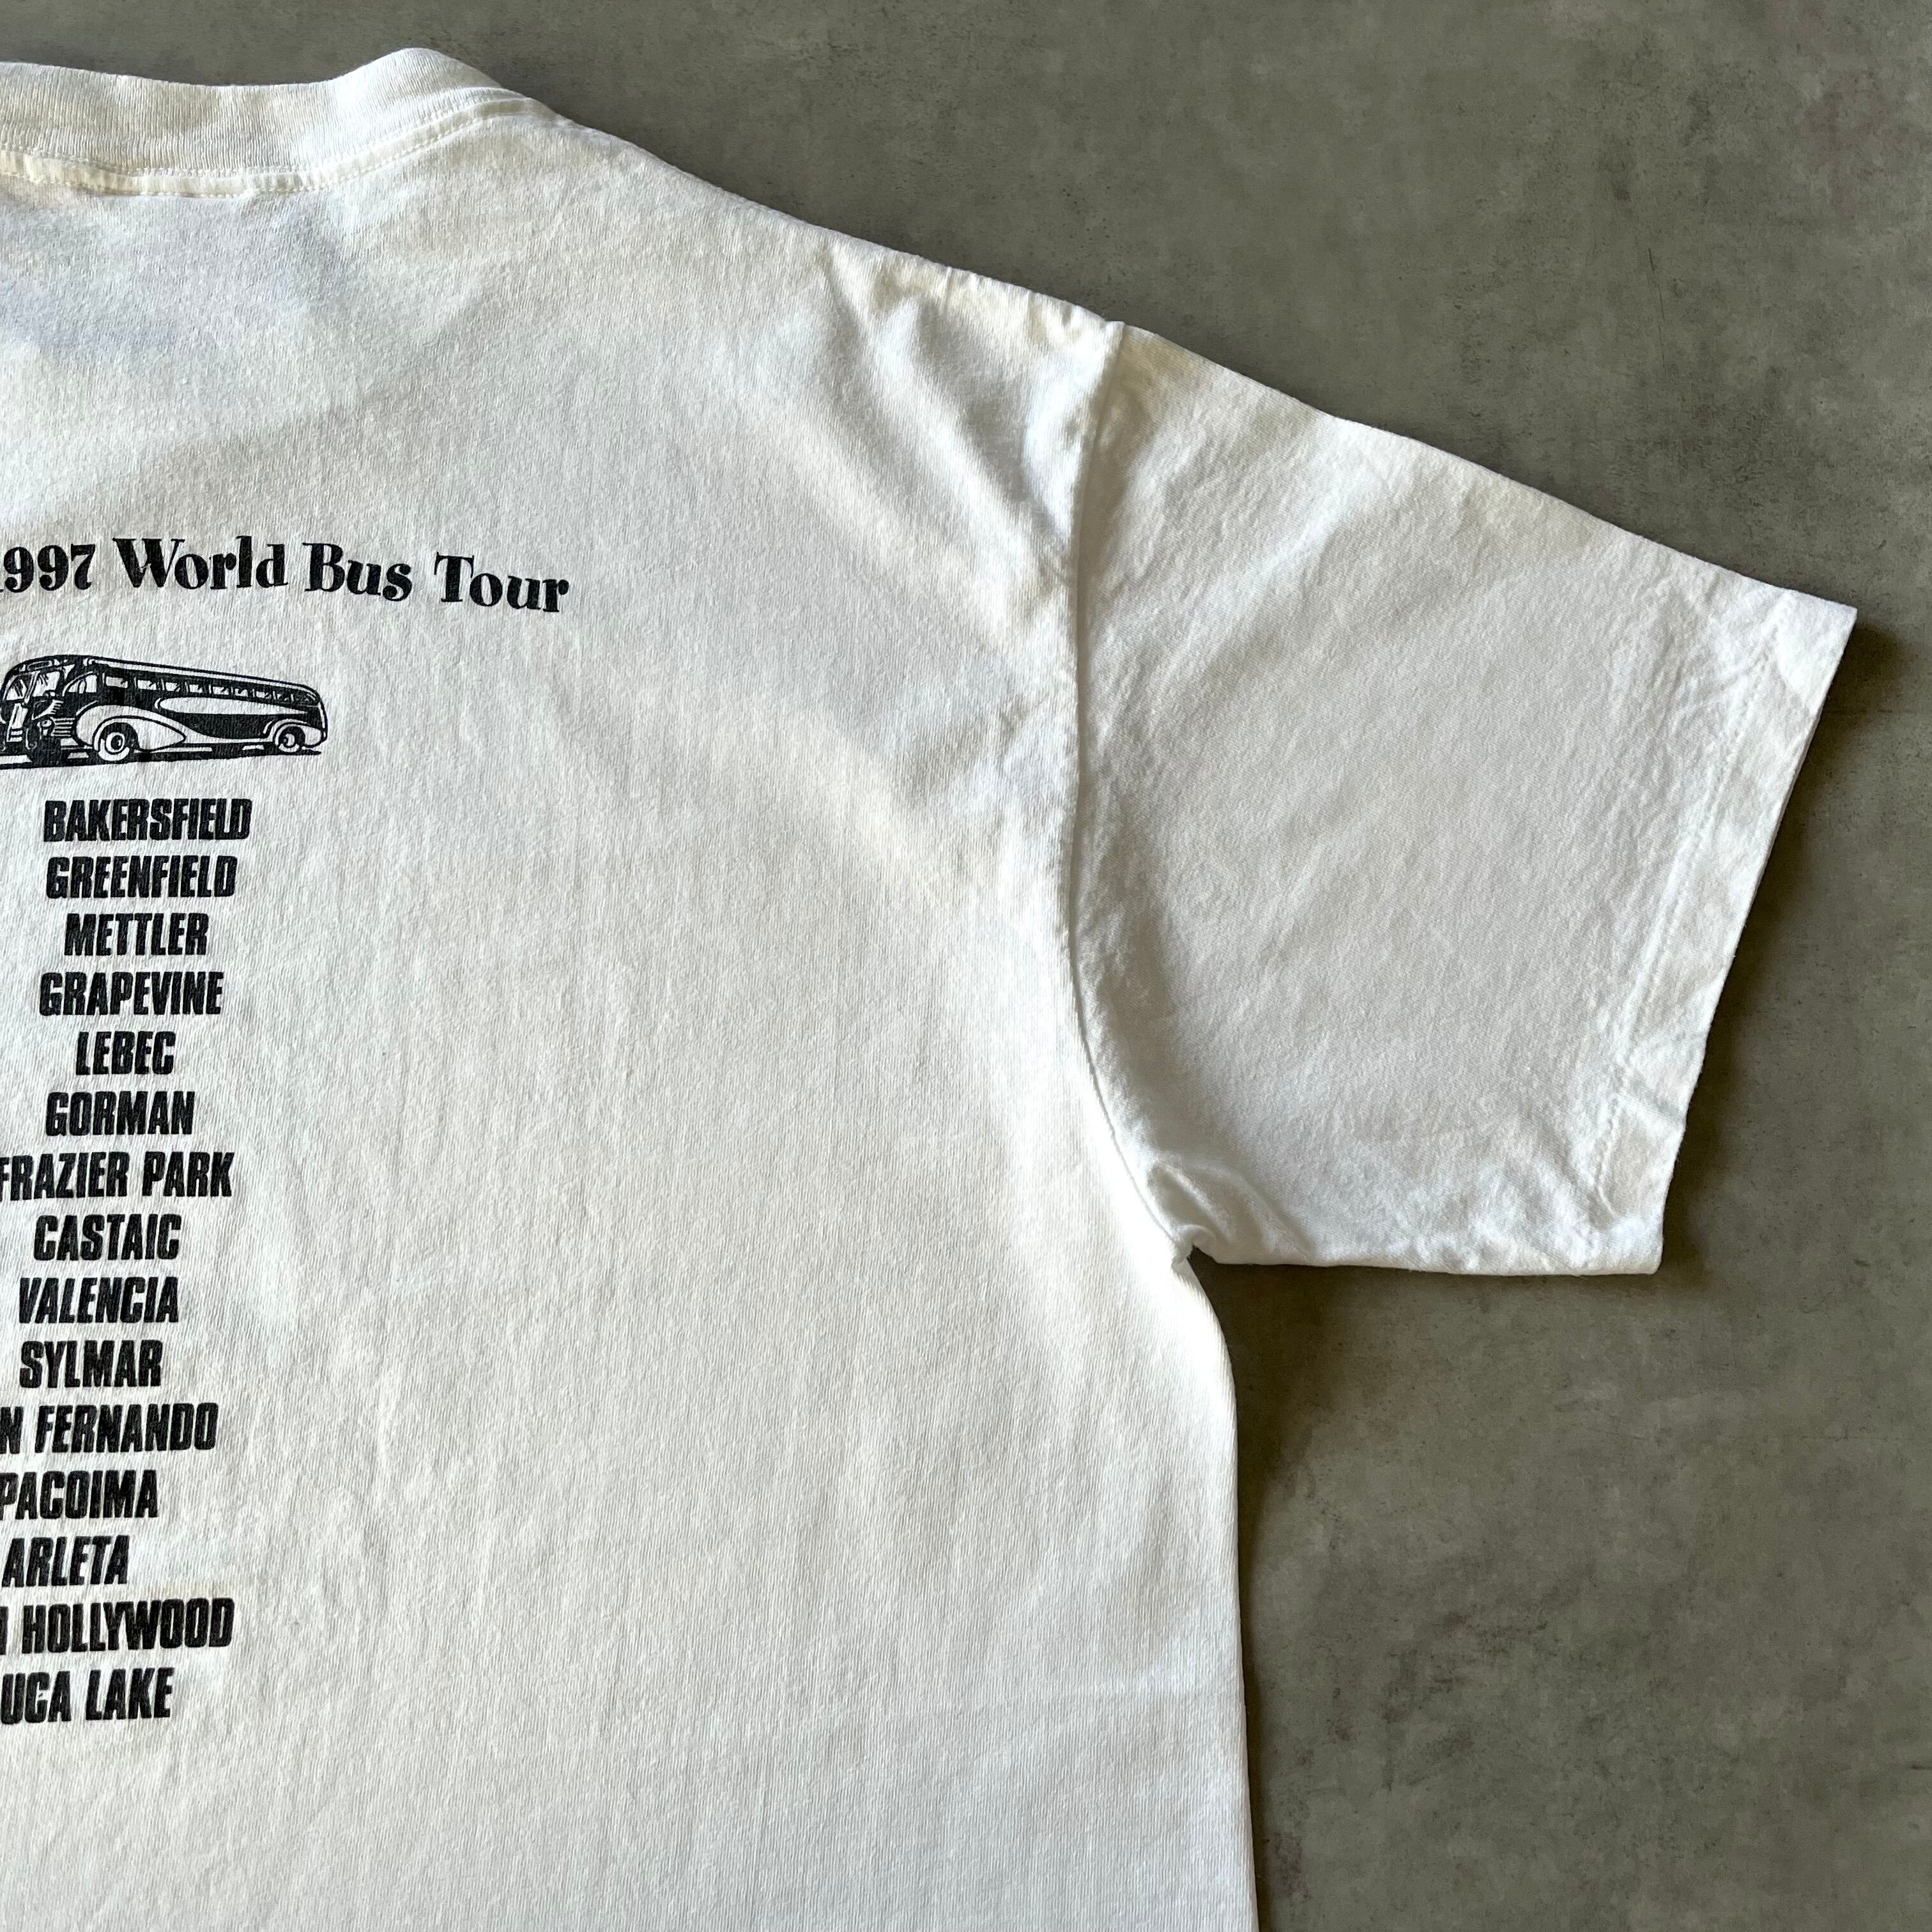 1997 World Bus Tour
BAKERSFIELD
GREENFIELD
METTLER
GRAPEVINE
LEBEC
GORMAN
FRAZIER PARK
CASTAIC
VALENCIA
SYLMAR
N FERNANDO
PACOIMA
ARLETA
HOLLYWOOD
UCA LAKE